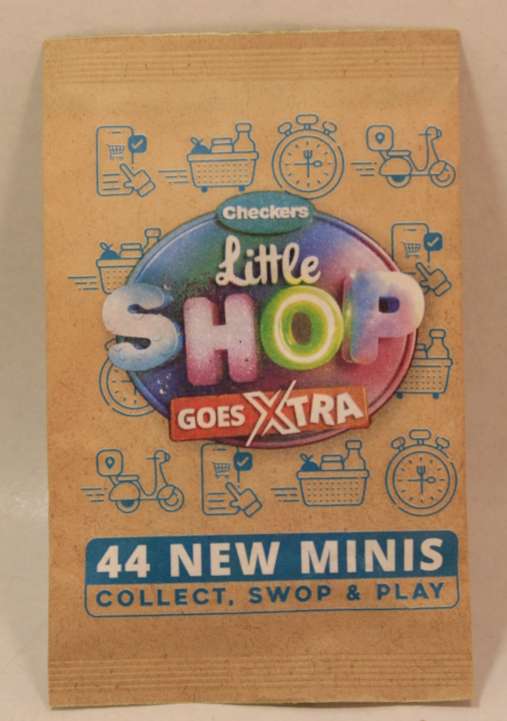 Checkers
Little
SHOP
GOES XTRA
44 NEW MINIS
COLLECT, SWOP & PLAY